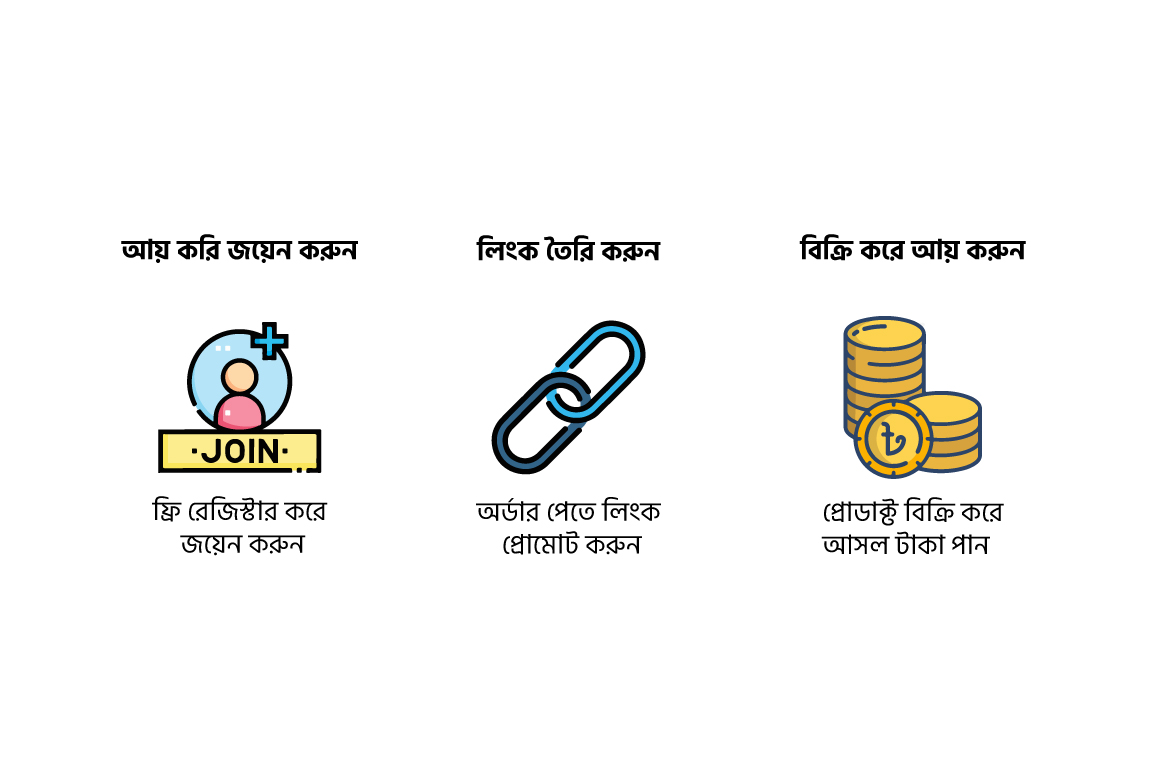 আয় করি জয়েন করুন
লিংক তৈরি করুন
বিক্রি করে আয় করুন
·JOIN·
৳
ফ্রি রেজিস্টার করে
জয়েন করুন
অর্ডার পেতে লিংক
প্রোমোট করুন
প্রোডাক্ট বিক্রি করে
আসল টাকা পান